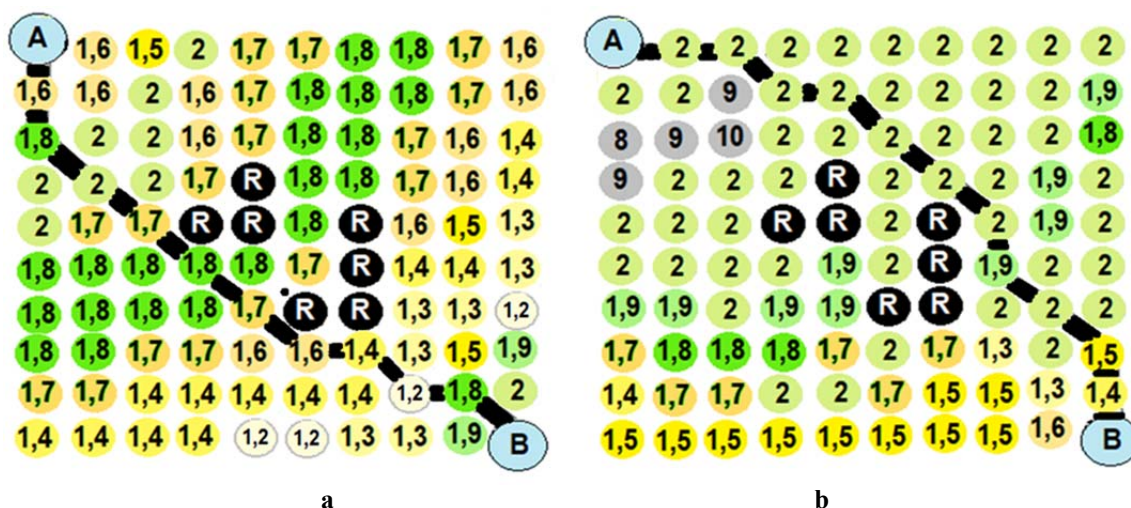 A 1,6 1,5 2 1,7 1,7 1,8 1,8 1,7 1,6
1,6 1,6 2 1,6 1,7 1,8 1,8 1,8 1,7 1,6
1,8 2 2 1,6 1,7 1,8 1,8 1,7 1,6 1,4
2 2 2 1,7 R 1,8 1,8 1,7 1,6 1,4
2 1,7 1,7 R R 1,8 R 1,6 1,5 1,3
1,8 1,8 1,8 1,8 1,8 1,7 R 1,4 1,4 1,3
1,8 1,8 1,8 1,8 1,7 R R 1,3 1,3 1,2
1,8 1,8 1,7 1,7 1,6 1,6 1,4 1,3 1,5 1,9
1,7 1,7 1,4 1,4 1,4 1,4 1,4 1,2 1,8 2
1,4 1,4 1,4 1,4 1,2 1,2 1,3 1,3 1,9 B
a
A 2 2 2 2 2 2 2 2 2
2 2 9 2 2 2 2 2 2 1,9
8 9 10 2 2 2 2 2 2 1,8
9 2 2 2 R 2 2 2 1,9 2
2 2 2 R R 2 R 2 1,9 2
2 2 2 2 1,9 2 R 1,9 2 2
1,9 1,9 2 1,9 1,9 R R 2 2 2
1,7 1,8 1,8 1,8 1,7 2 1,7 1,3 2 1,5
1,4 1,7 1,7 2 2 1,7 1,5 1,5 1,3 1,4
1,5 1,5 1,5 1,5 1,5 1,5 1,5 1,5 1,6 B
b